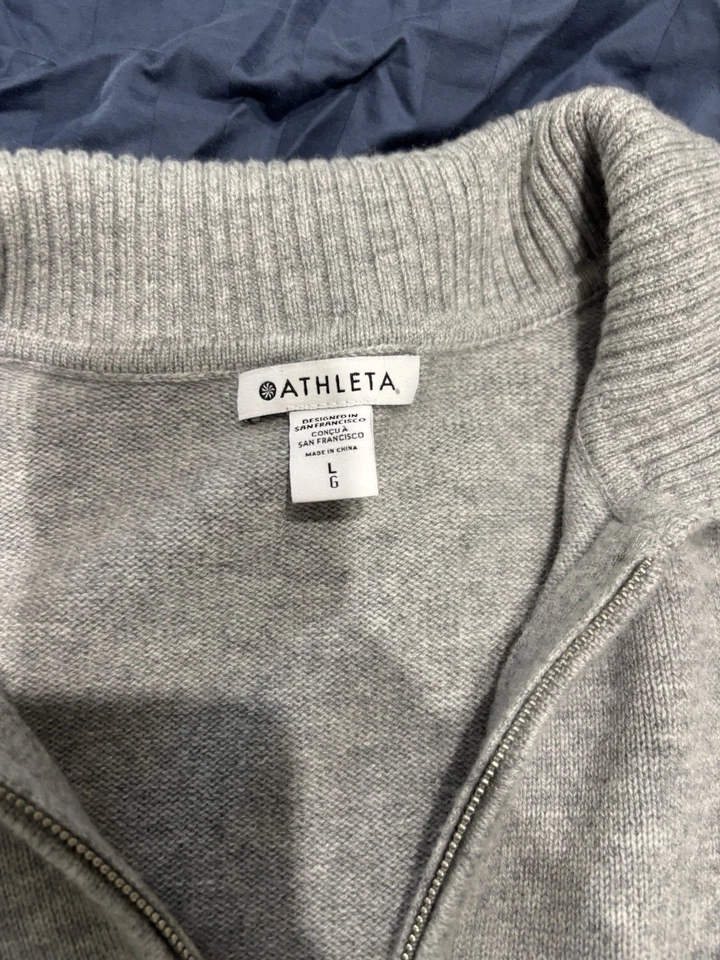 ATHLETA
DESIGNED IN
SAN FRANCISCO
CONÇU À
SAN FRANCISCO
MADE IN CHINA
L
G